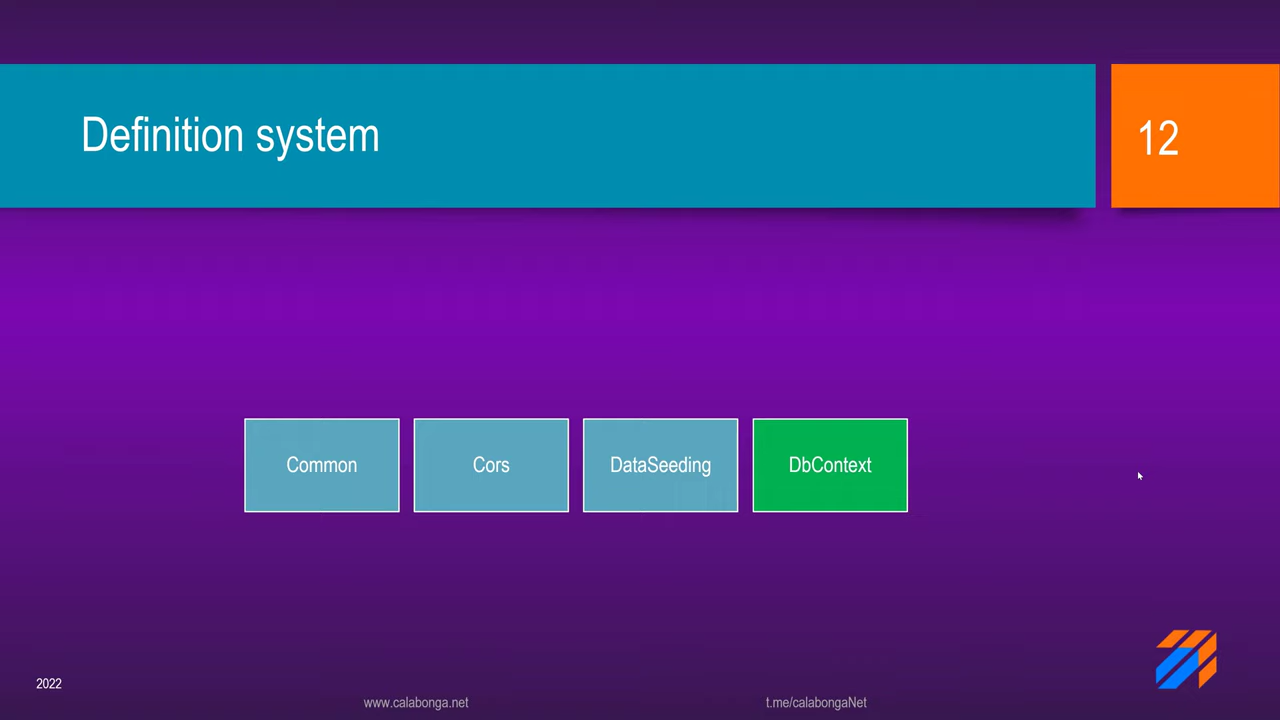 Definition system
12
Common
Cors
DataSeeding
DbContext
2022
www.calabonga.net
t.me/calabongaNet